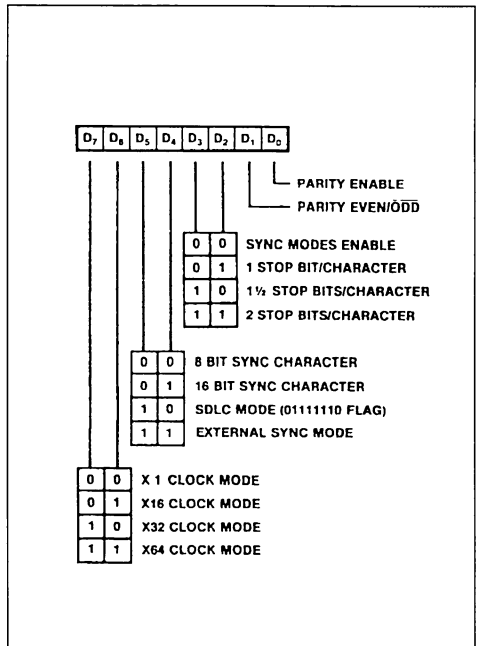 D7 D6 D5 D4 D3 D2 D1 D0
PARITY ENABLE
PARITY EVEN/ODD
0 0 SYNC MODES ENABLE
0 1 1 STOP BIT/CHARACTER
1 0 1½ STOP BITS/CHARACTER
1 1 2 STOP BITS/CHARACTER
0 0 8 BIT SYNC CHARACTER
0 1 16 BIT SYNC CHARACTER
1 0 SDLC MODE (01111110 FLAG)
1 1 EXTERNAL SYNC MODE
0 0 X 1 CLOCK MODE
0 1 X16 CLOCK MODE
1 0 X32 CLOCK MODE
1 1 X64 CLOCK MODE